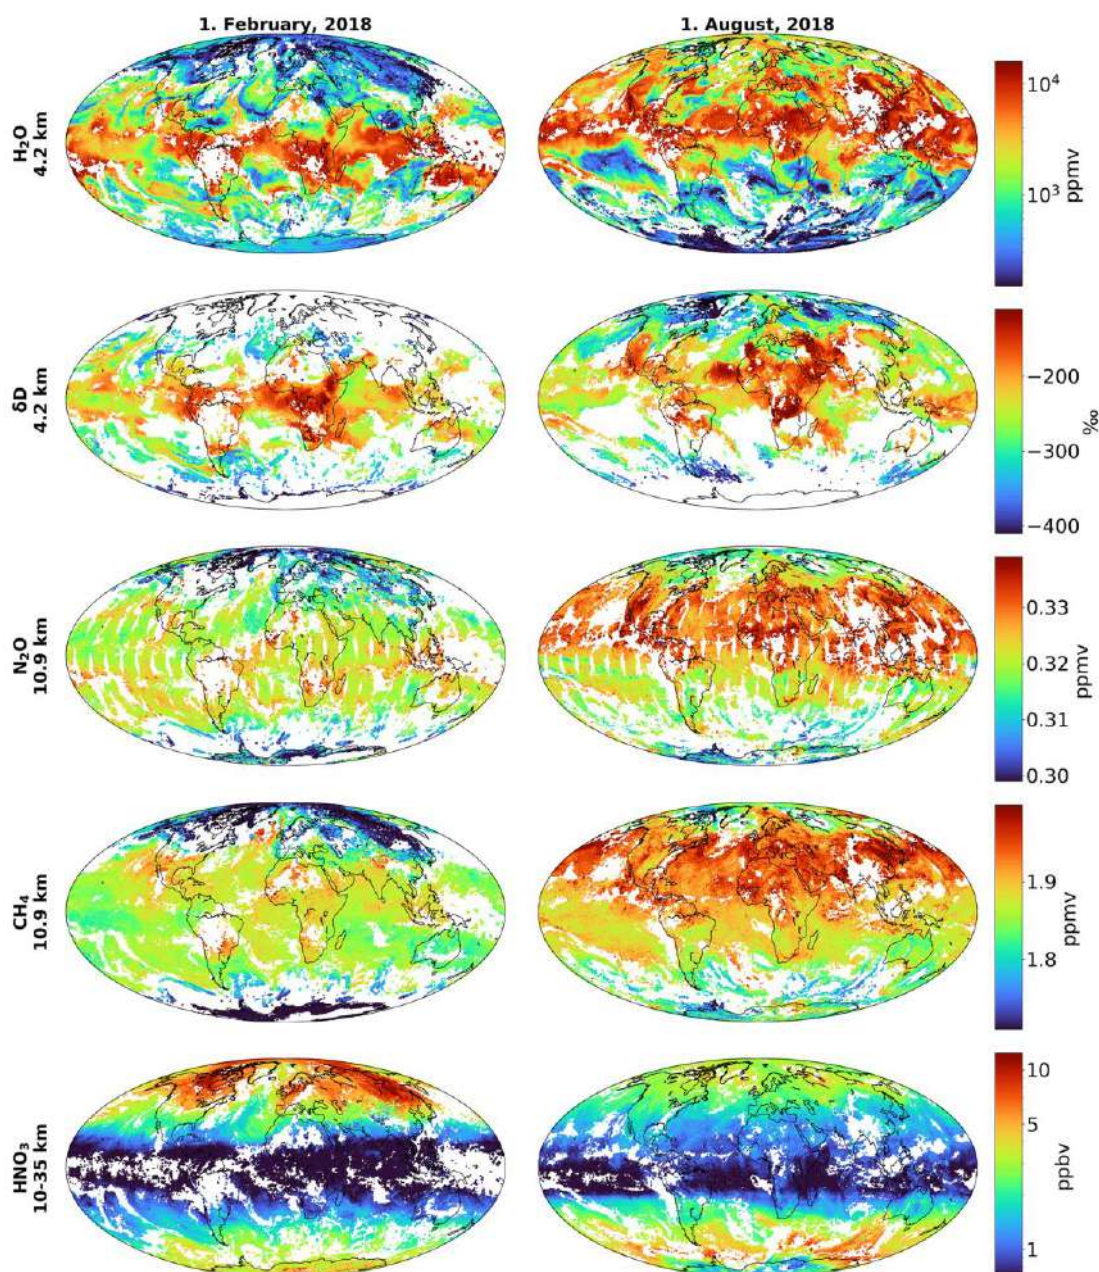 1. February, 2018
1. August, 2018
H₂O
4.2 km
10⁴
10³
ppmv
δD
4.2 km
−200
−300
−400
‰
N₂O
10.9 km
0.33
0.32
0.31
0.30
ppmv
CH₄
10.9 km
1.9
1.8
ppmv
HNO₃
10-35 km
10
5
1
ppbv